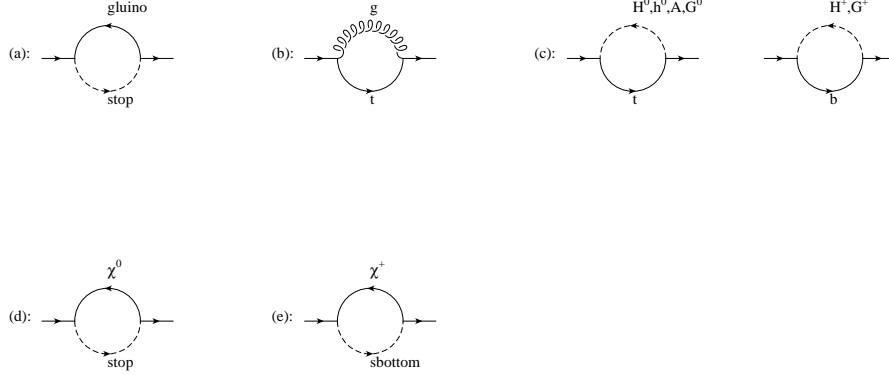 gluino
(a):
stop
g
(b):
t
H⁰,h⁰,A,G⁰
(c):
t
H⁺,G⁺
b
χ⁰
(d):
stop
χ⁺
(e):
sbottom